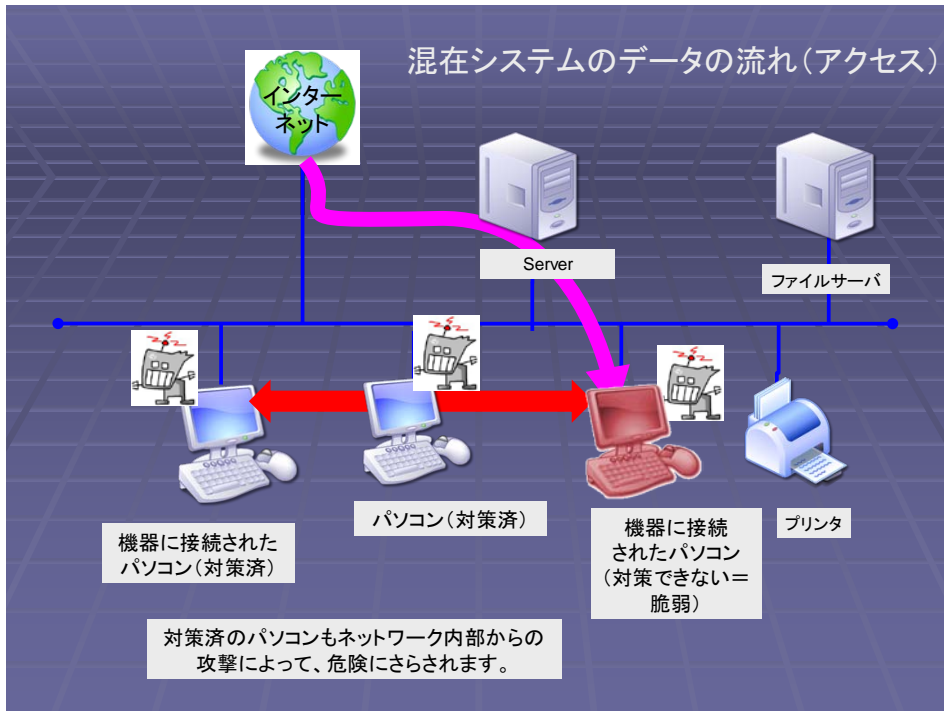 混在システムのデータの流れ(アクセス)
インター
ネット
Server
ファイルサーバ
機器に接続された
パソコン(対策済)
パソコン(対策済)
機器に接続
されたパソコン
(対策できない=
脆弱)
プリンタ
対策済のパソコンもネットワーク内部からの
攻撃によって、危険にさらされます。